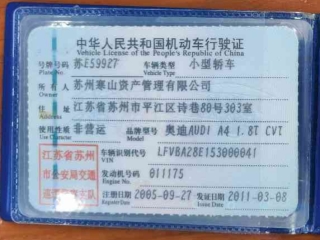 中华人民共和国机动车行驶证
Vehicle License of the People's Republic of China
号牌号码 苏E599Z7 车辆类型 小型轿车
Plate No. Vehicle Type
所有人 苏州寒山资产管理有限公司
Owner
住址 江苏省苏州市平江区诗巷80号303室
Address
使用性质 非营运 品牌型号 奥迪AUDI A4 1.8T CVT
Use Character Model
江苏省苏州
市公安局交通
车辆识别代号 LFVBA28E153000041
VIN
发动机号码 011175
Engine No.
注册日期 2005-09-27 发证日期 2011-03-08
Register Date Issue Date